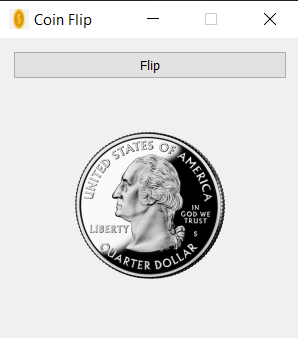 Coin Flip
Flip
UNITED STATES OF AMERICA
IN
GOD WE
TRUST
LIBERTY
S
QUARTER DOLLAR